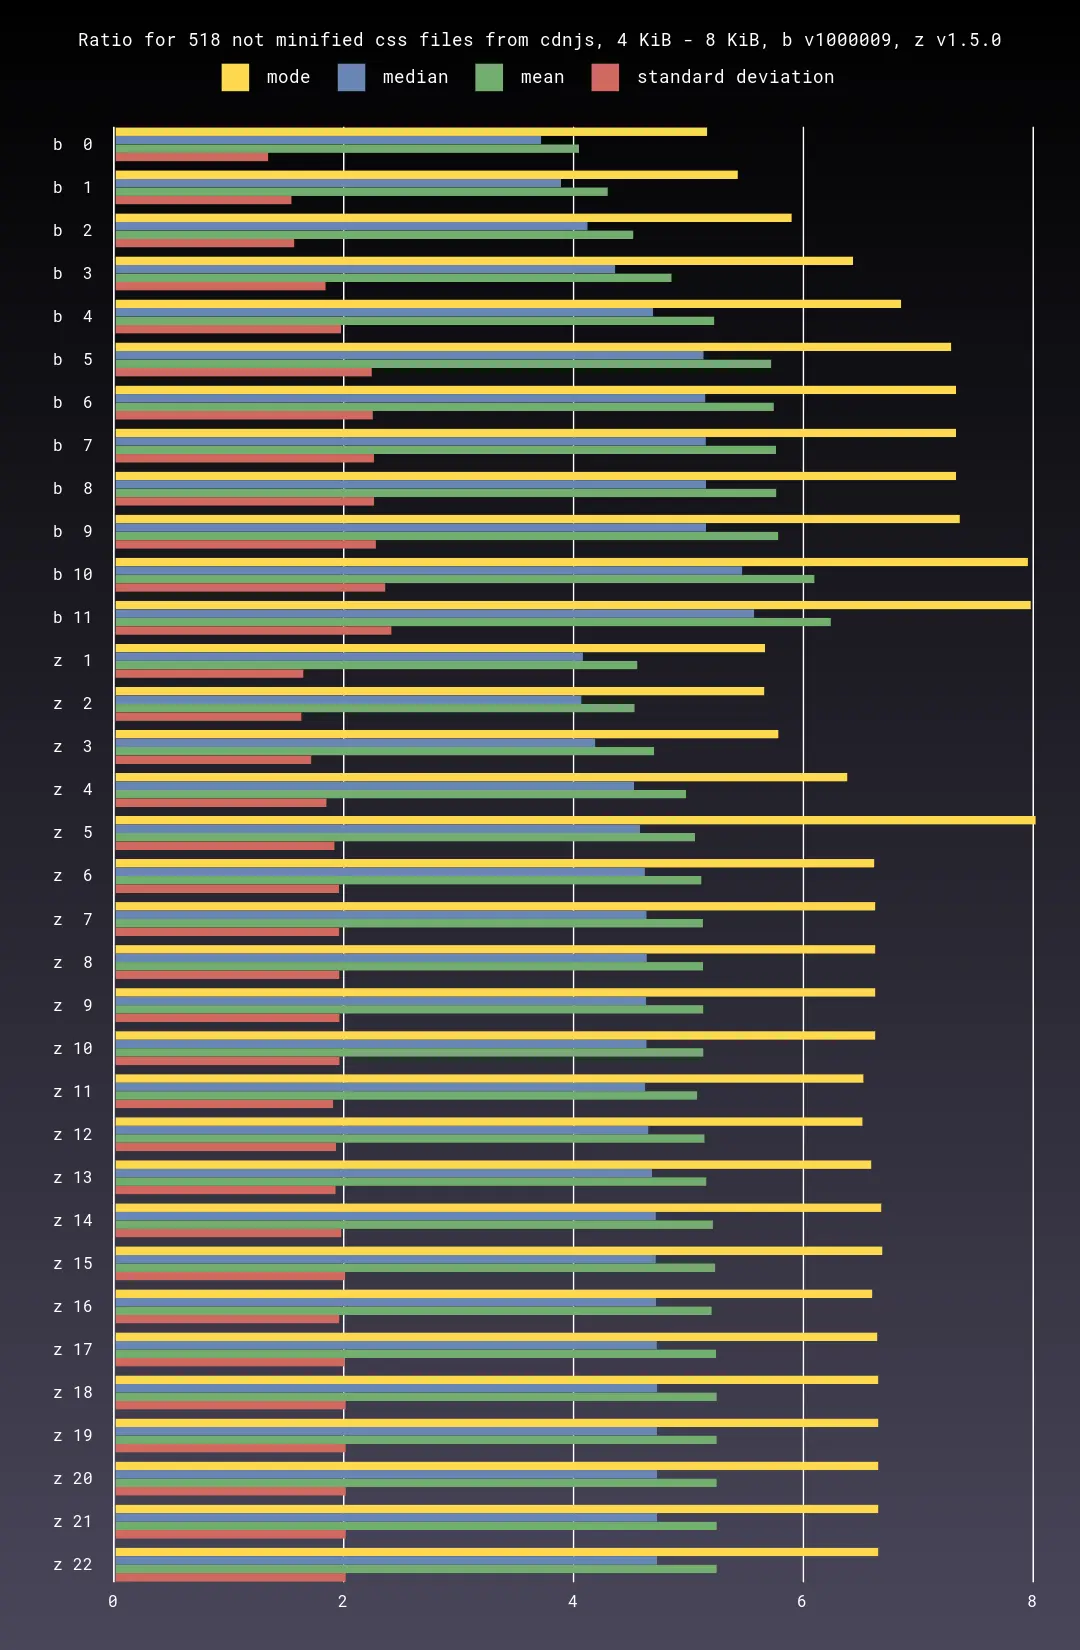 Ratio for 518 not minified css files from cdnjs, 4 KiB - 8 KiB, b v1000009, z v1.5.0
mode median mean standard deviation
b 0
b 1
b 2
b 3
b 4
b 5
b 6
b 7
b 8
b 9
b 10
b 11
z 1
z 2
z 3
z 4
z 5
z 6
z 7
z 8
z 9
z 10
z 11
z 12
z 13
z 14
z 15
z 16
z 17
z 18
z 19
z 20
z 21
z 22
0 2 4 6 8